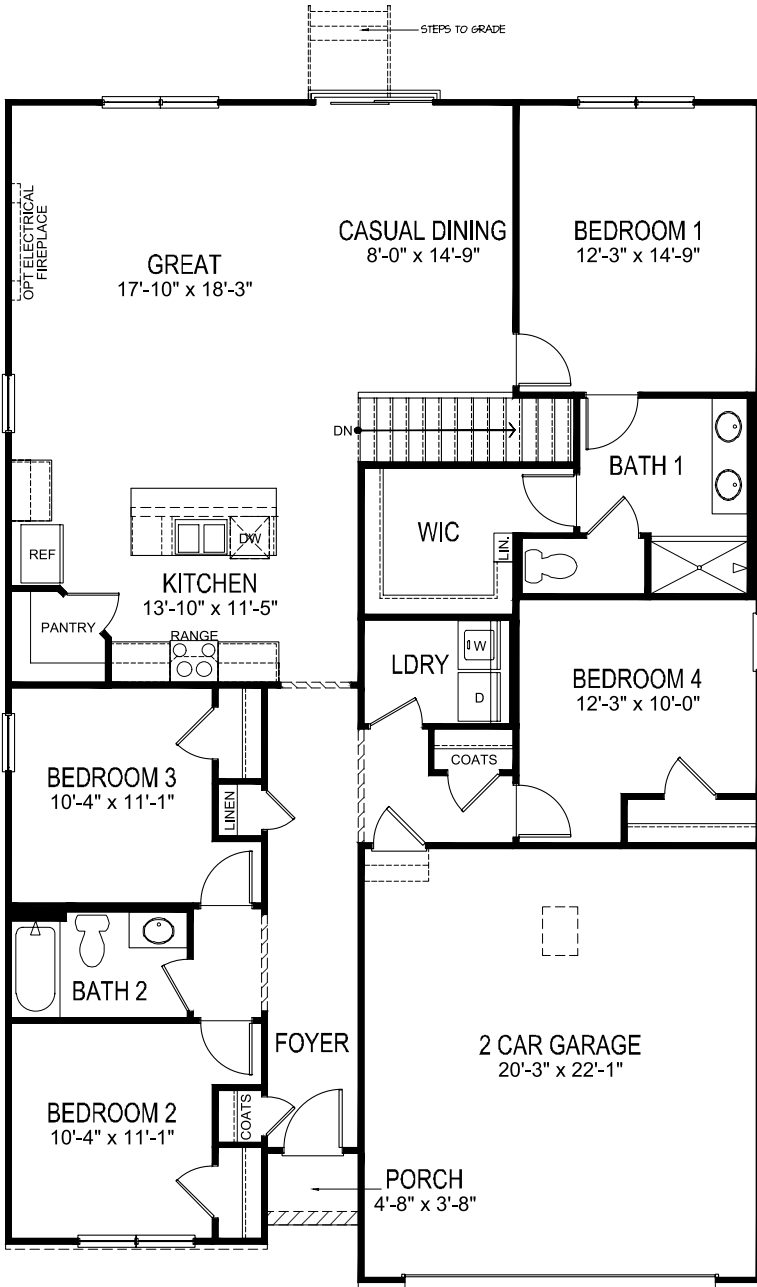 STEPS TO GRADE
OPT ELECTRICAL
FIREPLACE
GREAT
17'-10" x 18'-3"
CASUAL DINING
8'-0" x 14'-9"
BEDROOM 1
12'-3" x 14'-9"
DN
BATH 1
WIC
LIN.
REF
DW
KITCHEN
13'-10" x 11'-5"
PANTRY
RANGE
LDRY
W
D
BEDROOM 4
12'-3" x 10'-0"
COATS
BEDROOM 3
10'-4" x 11'-1"
LINEN
BATH 2
FOYER
2 CAR GARAGE
20'-3" x 22'-1"
BEDROOM 2
10'-4" x 11'-1"
COATS
PORCH
4'-8" x 3'-8"